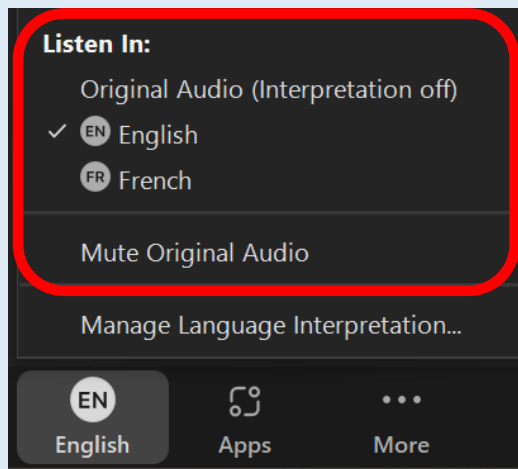 Listen In:
Original Audio (Interpretation off)
EN English
FR French
Mute Original Audio
Manage Language Interpretation...
EN
English Apps More